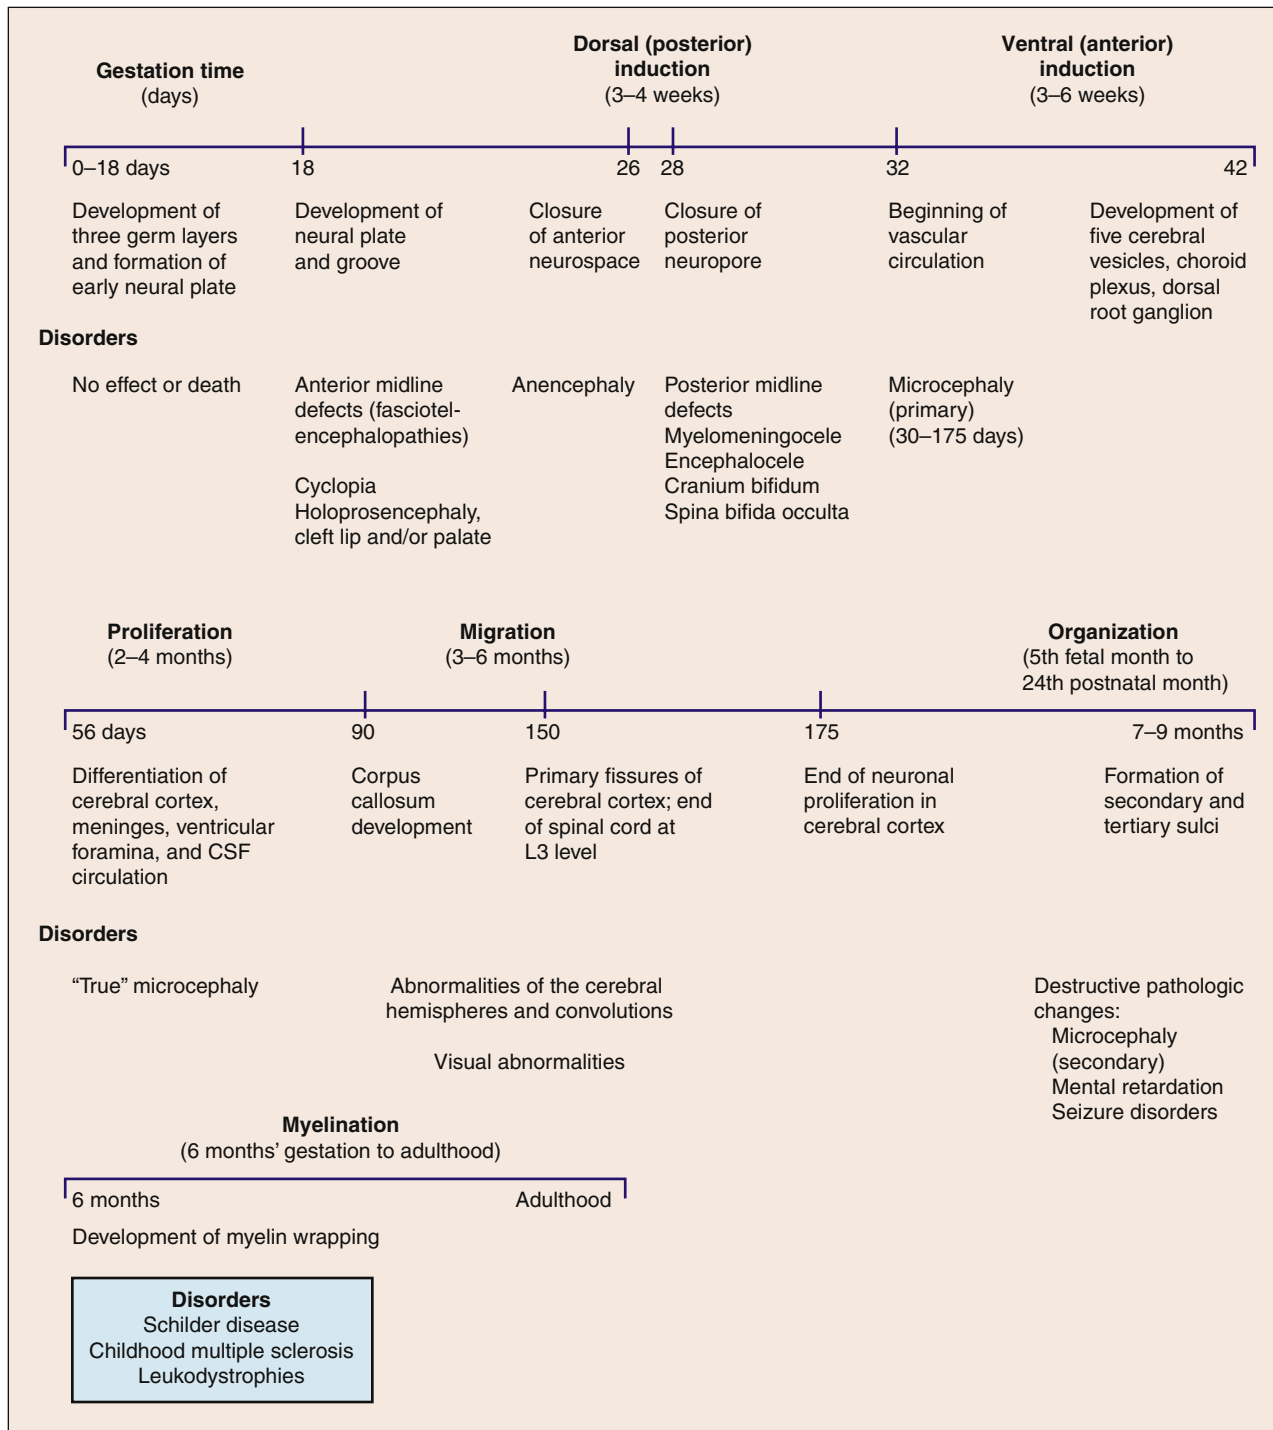 Gestation time
(days)
Dorsal (posterior)
induction
(3–4 weeks)
Ventral (anterior)
induction
(3–6 weeks)
0–18 days
18
26
28
32
42
Development of
three germ layers
and formation of
early neural plate
Development of
neural plate
and groove
Closure
of anterior
neurospace
Closure of
posterior
neuropore
Beginning of
vascular
circulation
Development of
five cerebral
vesicles, choroid
plexus, dorsal
root ganglion
Disorders
No effect or death
Anterior midline
defects (fasciotel-
encephalopathies)
Cyclopia
Holoprosencephaly,
cleft lip and/or palate
Anencephaly
Posterior midline
defects
Myelomeningocele
Encephalocele
Cranium bifidum
Spina bifida occulta
Microcephaly
(primary)
(30–175 days)
Proliferation
(2–4 months)
Migration
(3–6 months)
Organization
(5th fetal month to
24th postnatal month)
56 days
90
150
175
7–9 months
Differentiation of
cerebral cortex,
meninges, ventricular
foramina, and CSF
circulation
Corpus
callosum
development
Primary fissures of
cerebral cortex; end
of spinal cord at
L3 level
End of neuronal
proliferation in
cerebral cortex
Formation of
secondary and
tertiary sulci
Disorders
“True” microcephaly
Abnormalities of the cerebral
hemispheres and convolutions
Visual abnormalities
Destructive pathologic
changes:
Microcephaly
(secondary)
Mental retardation
Seizure disorders
Myelination
(6 months’ gestation to adulthood)
6 months
Adulthood
Development of myelin wrapping
Disorders
Schilder disease
Childhood multiple sclerosis
Leukodystrophies